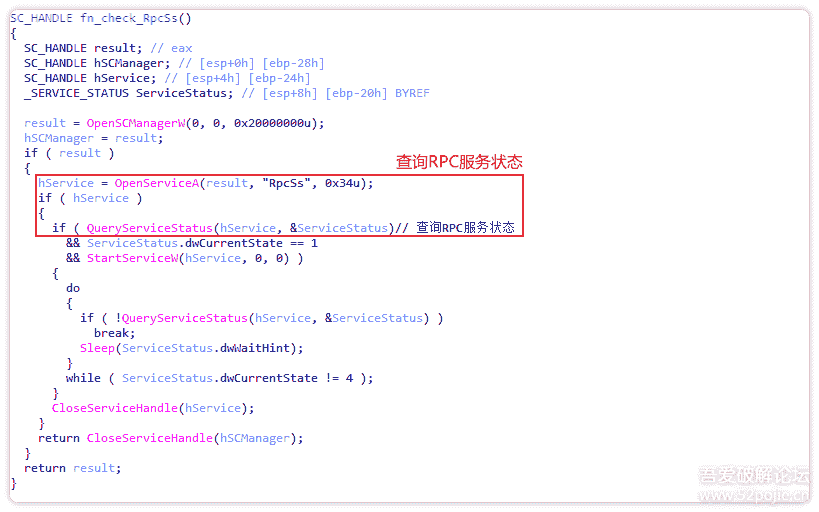 SC_HANDLE fn_check_RpcSs()
{
  SC_HANDLE result; // eax
  SC_HANDLE hSCManager; // [esp+0h] [ebp-28h]
  SC_HANDLE hService; // [esp+4h] [ebp-24h]
  _SERVICE_STATUS ServiceStatus; // [esp+8h] [ebp-20h] BYREF

  result = OpenSCManagerW(0, 0, 0x20000000u);
  hSCManager = result;
  if ( result )
查询RPC服务状态
  {
    hService = OpenServiceA(result, "RpcSs", 0x34u);
    if ( hService )
    {
      if ( QueryServiceStatus(hService, &ServiceStatus)// 查询RPC服务状态
        && ServiceStatus.dwCurrentState == 1
        && StartServiceW(hService, 0, 0) )
      {
        do
        {
          if ( !QueryServiceStatus(hService, &ServiceStatus) )
            break;
          Sleep(ServiceStatus.dwWaitHint);
        }
        while ( ServiceStatus.dwCurrentState != 4 );
      }
      CloseServiceHandle(hService);
    }
    return CloseServiceHandle(hSCManager);
  }
  return result;
}
吾爱破解论坛
www.52pojie.cn